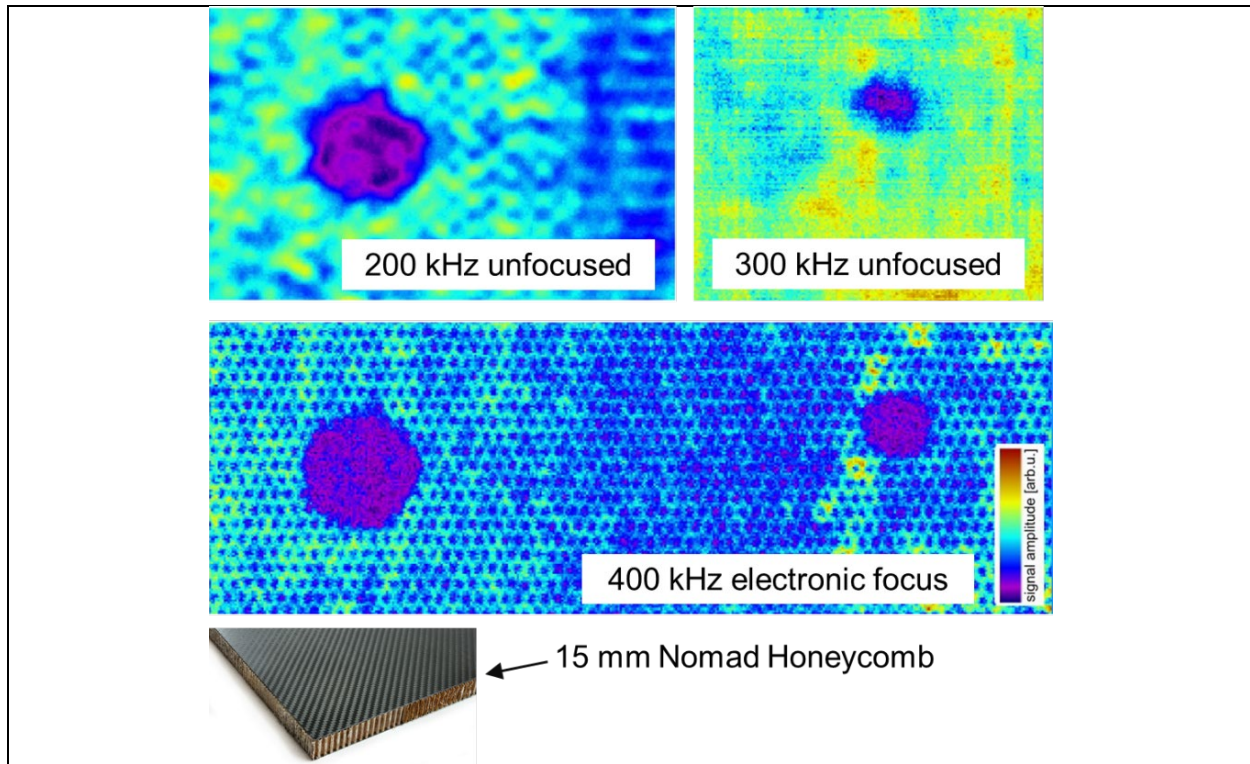 200 kHz unfocused
300 kHz unfocused
signal amplitude [arb.u.]
400 kHz electronic focus
15 mm Nomad Honeycomb